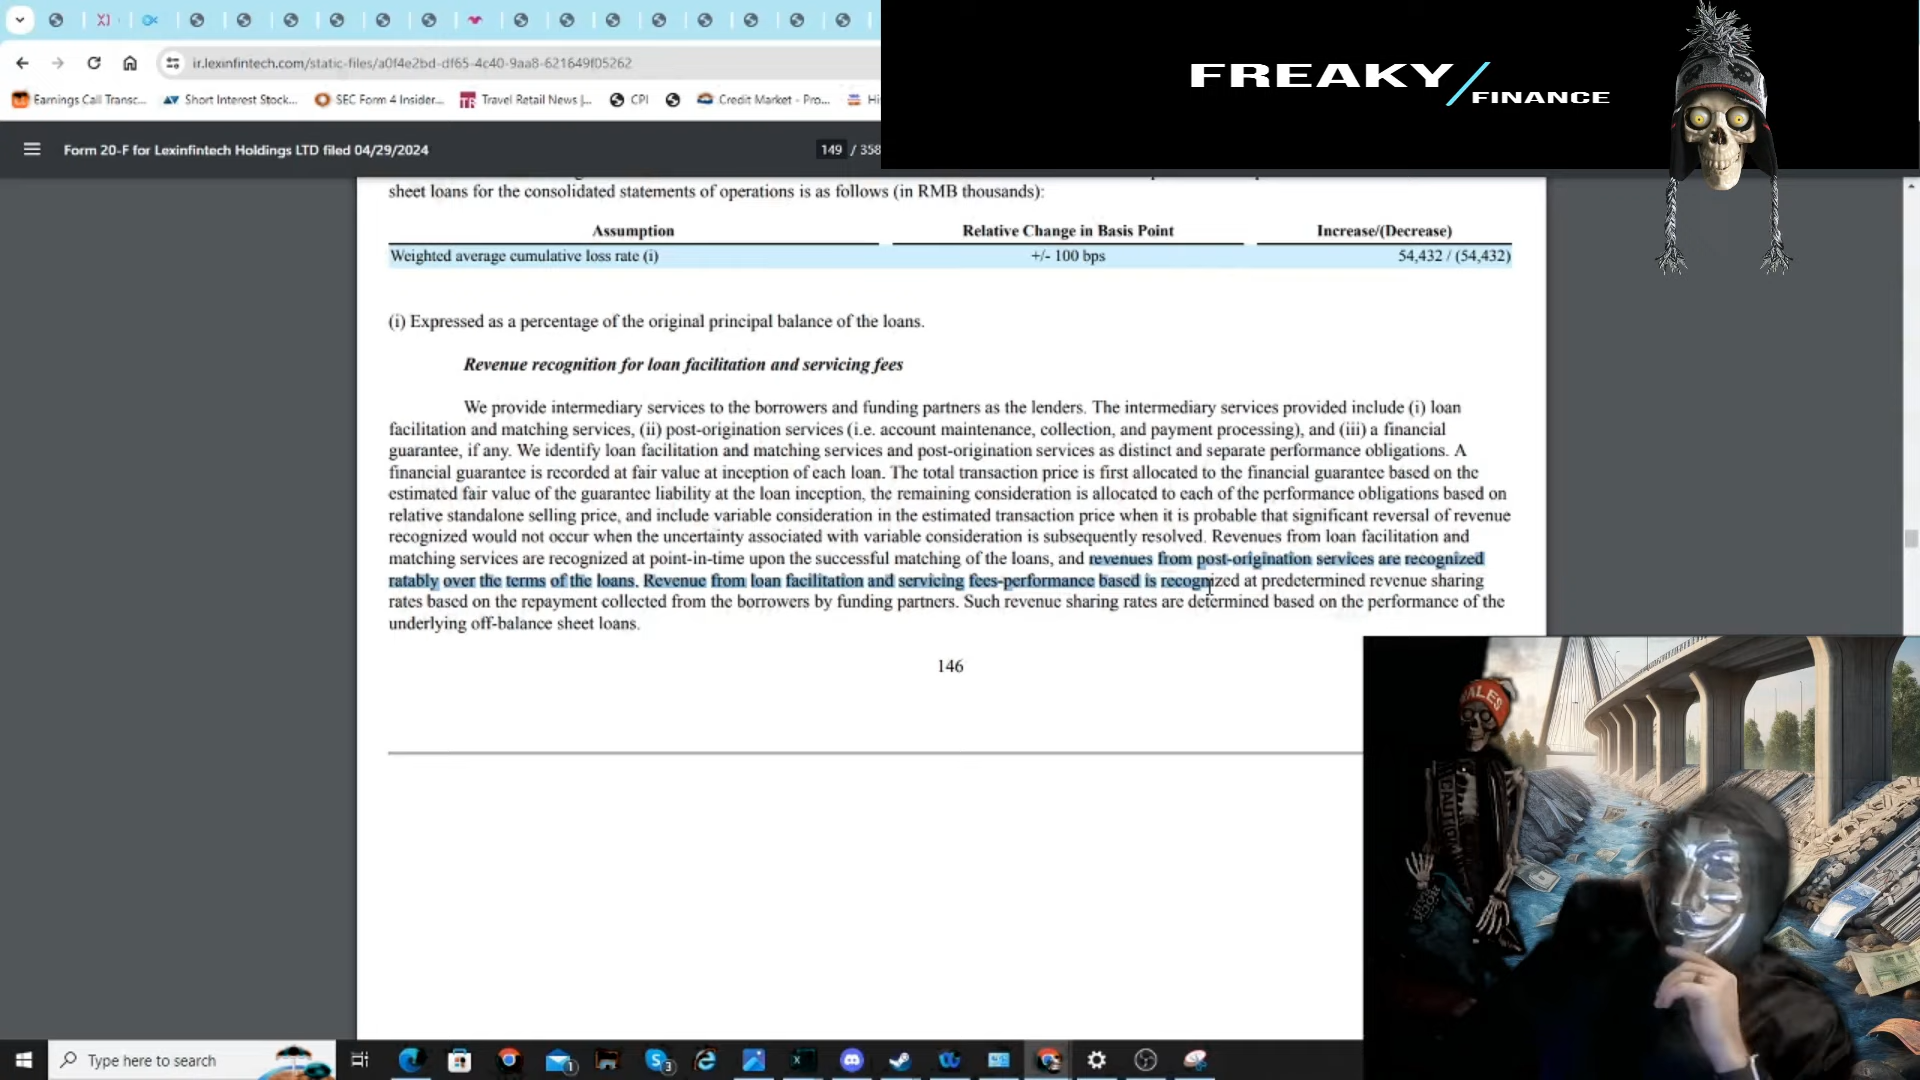 ir.lexinfintech.com/static-files/a0f4e2bd-df65-4c40-9aa8-621649f05262
FREAKY/
FINANCE
Earnings Call Transc...
Short Interest Stock...
SEC Form 4 Insider...
Travel Retail News |...
CPI
Credit Market - Pro...
Hi
Form 20-F for Lexinfintech Holdings LTD filed 04/29/2024
149 / 358
sheet loans for the consolidated statements of operations is as follows (in RMB thousands):
Assumption Relative Change in Basis Point Increase/(Decrease)
Weighted average cumulative loss rate (i) +/- 100 bps 54,432 / (54,432)
(i) Expressed as a percentage of the original principal balance of the loans.
Revenue recognition for loan facilitation and servicing fees
We provide intermediary services to the borrowers and funding partners as the lenders. The intermediary services provided include (i) loan
facilitation and matching services, (ii) post-origination services (i.e. account maintenance, collection, and payment processing), and (iii) a financial
guarantee, if any. We identify loan facilitation and matching services and post-origination services as distinct and separate performance obligations. A
financial guarantee is recorded at fair value at inception of each loan. The total transaction price is first allocated to the financial guarantee based on the
estimated fair value of the guarantee liability at the loan inception, the remaining consideration is allocated to each of the performance obligations based on
relative standalone selling price, and include variable consideration in the estimated transaction price when it is probable that significant reversal of revenue
recognized would not occur when the uncertainty associated with variable consideration is subsequently resolved. Revenues from loan facilitation and
matching services are recognized at point-in-time upon the successful matching of the loans, and revenues from post-origination services are recognized
ratably over the terms of the loans. Revenue from loan facilitation and servicing fees-performance based is recognized at predetermined revenue sharing
rates based on the repayment collected from the borrowers by funding partners. Such revenue sharing rates are determined based on the performance of the
underlying off-balance sheet loans.
146
WALES
CAUTION
Type here to search
1
3